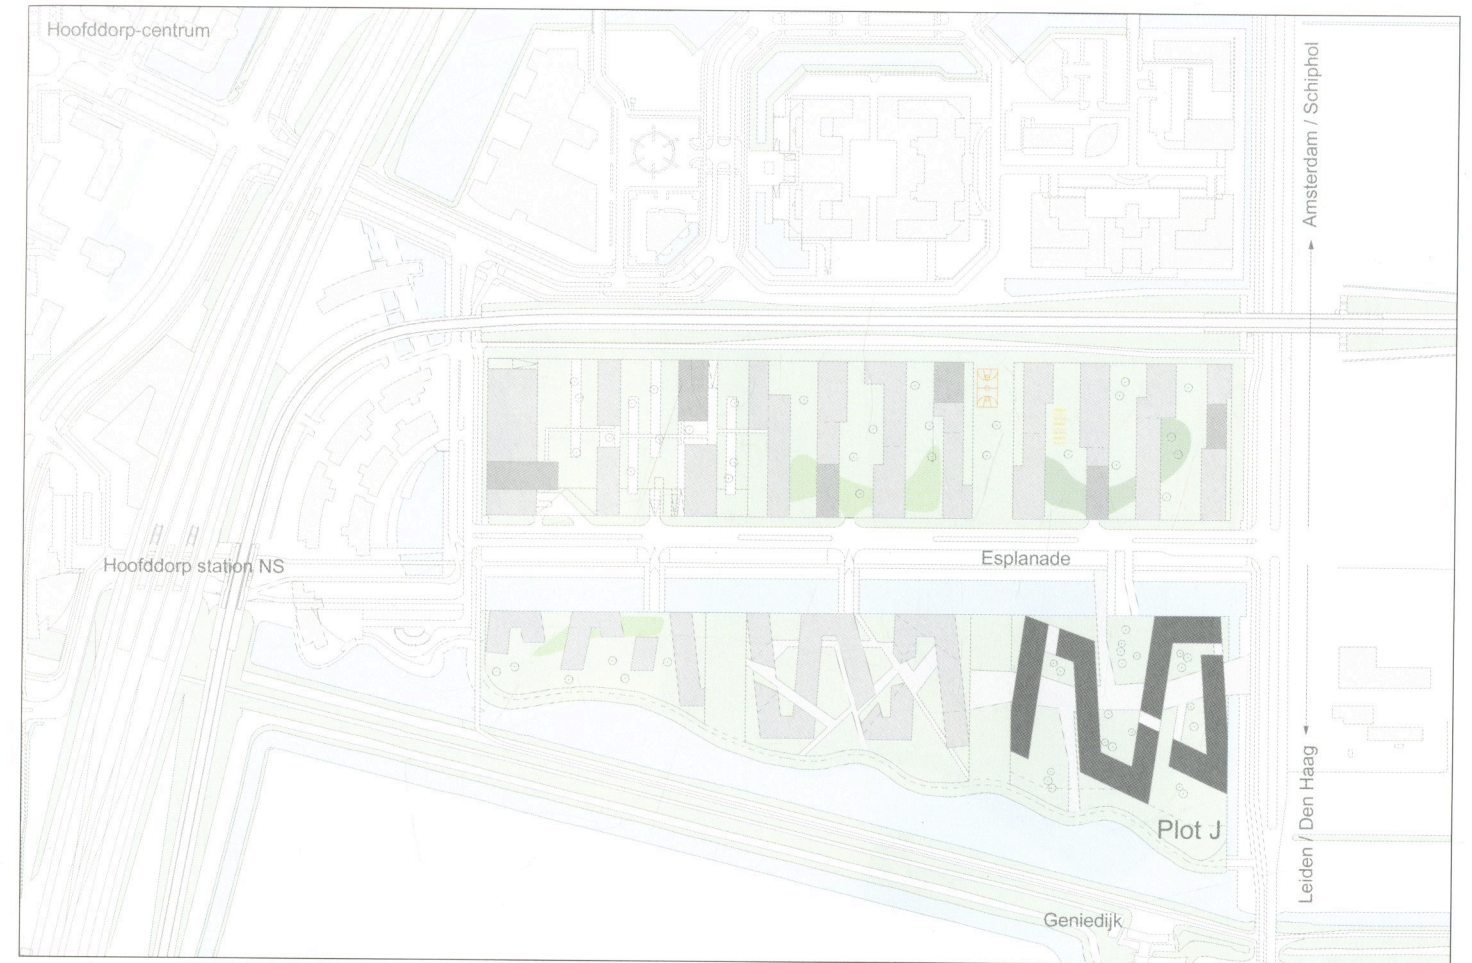 Hoofddorp-centrum
Amsterdam / Schiphol
Hoofddorp station NS
Esplanade
Leiden / Den Haag
Plot J
Geniedijk